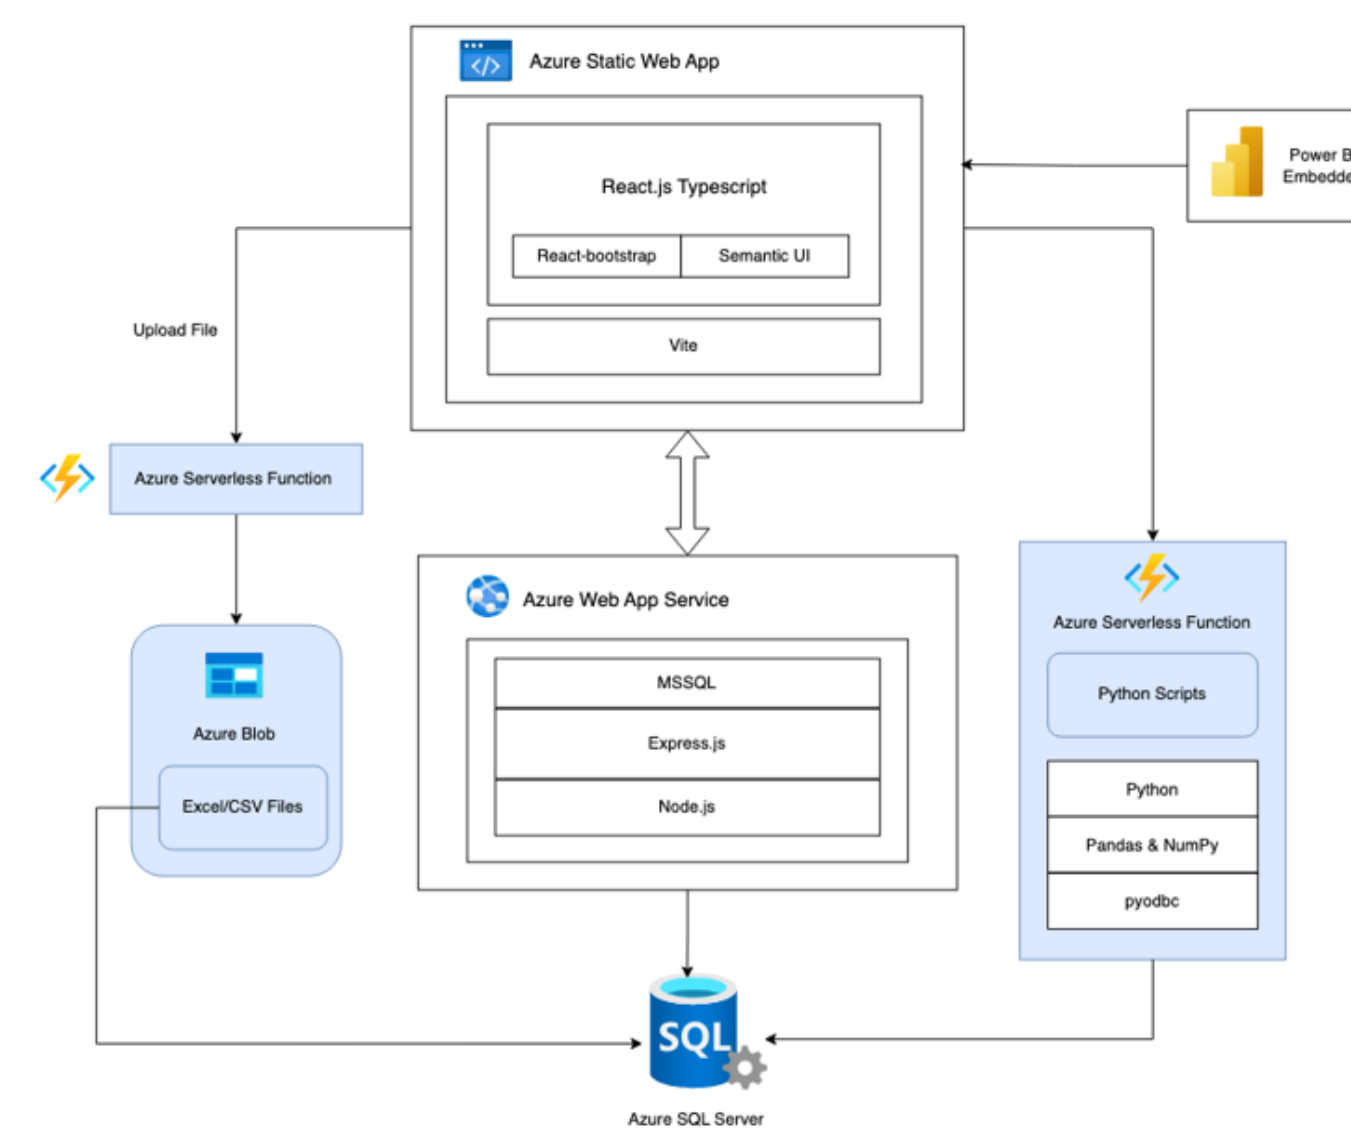 Azure Static Web App
React.js Typescript
React-bootstrap
Semantic UI
Vite
Power B
Embedde
Upload File
Azure Serverless Function
Azure Blob
Excel/CSV Files
Azure Web App Service
MSSQL
Express.js
Node.js
Azure Serverless Function
Python Scripts
Python
Pandas & NumPy
pyodbc
SQL
Azure SQL Server